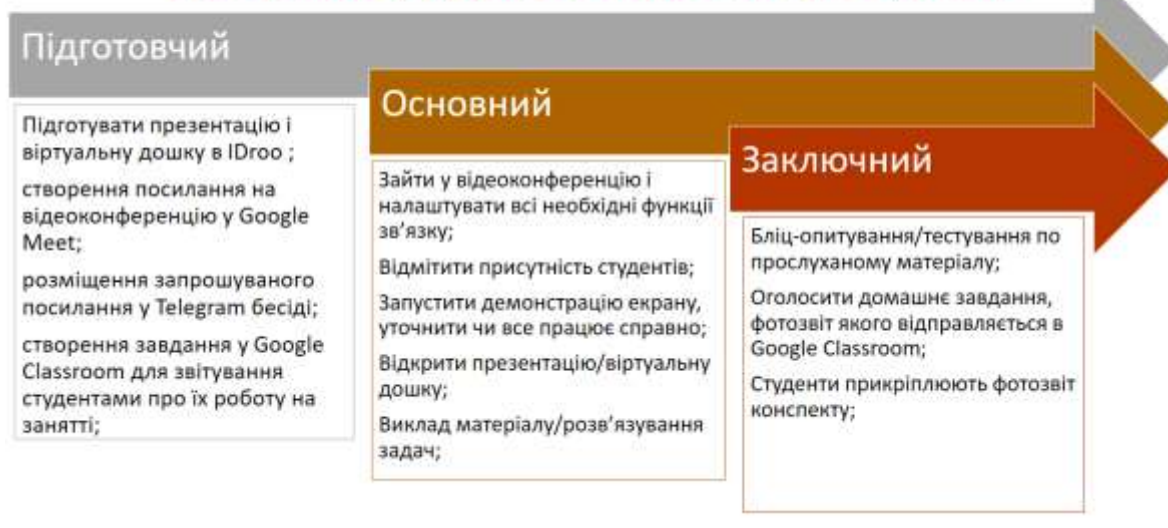 Підготовчий
Підготувати презентацію і
віртуальну дошку в IDroo ;
створення посилання на
відеоконференцію у Google
Meet;
розміщення запрошуваного
посилання у Telegram бесіді;
створення завдання у Google
Classroom для звітування
студентами про їх роботу на
занятті;
Основний
Зайти у відеоконференцію і
налаштувати всі необхідні функції
зв’язку;
Відмітити присутність студентів;
Запустити демонстрацію екрану,
уточнити чи все працює справно;
Відкрити презентацію/віртуальну
дошку;
Виклад матеріалу/розв’язування
задач;
Заключний
Бліц-опитування/тестування по
прослуханому матеріалу;
Оголосити домашнє завдання,
фотозвіт якого відправляється в
Google Classroom;
Студенти прикріплюють фотозвіт
конспекту;